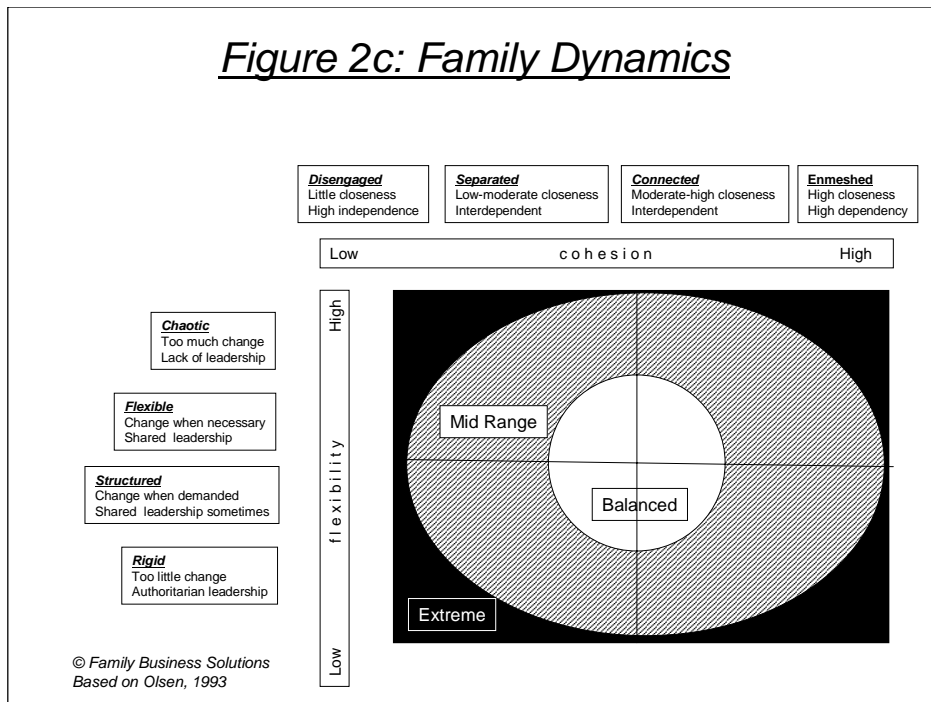 Figure 2c: Family Dynamics
Disengaged
Little closeness
High independence
Separated
Low-moderate closeness
Interdependent
Connected
Moderate-high closeness
Interdependent
Enmeshed
High closeness
High dependency
Low cohesion High
High
flexibility
Low
Chaotic
Too much change
Lack of leadership
Flexible
Change when necessary
Shared leadership
Structured
Change when demanded
Shared leadership sometimes
Rigid
Too little change
Authoritarian leadership
Mid Range
Balanced
Extreme
© Family Business Solutions
Based on Olsen, 1993